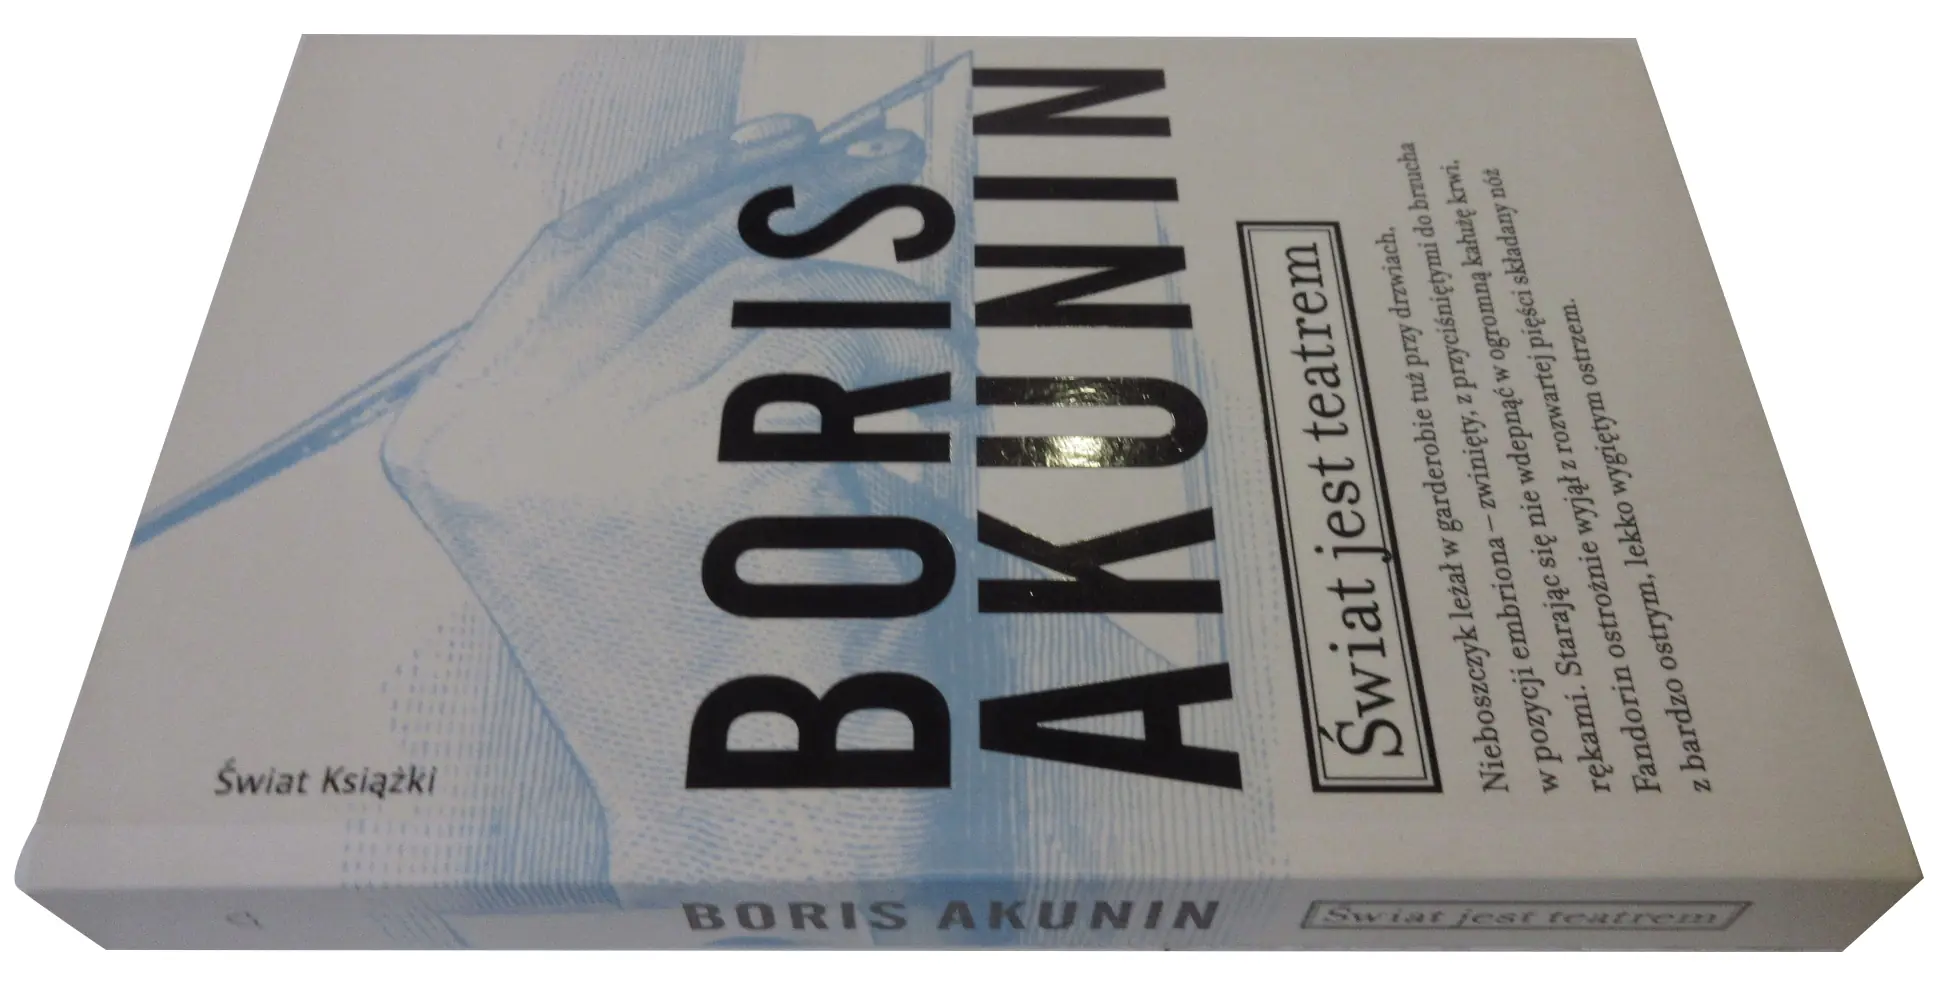 Świat Książki
BORIS
AKUNIN
Świat jest teatrem
Nieboszczyk leżał w garderobie tuż przy drzwiach,
w pozycji embriona – zwinięty, z przyciśniętymi do brzucha
rękami. Starając się nie wdepnąć w ogromną kałużę krwi,
Fandorin ostrożnie wyjął z rozwartej pięści składany nóż
z bardzo ostrym, lekko wygiętym ostrzem.
BORIS AKUNIN
Świat jest teatrem